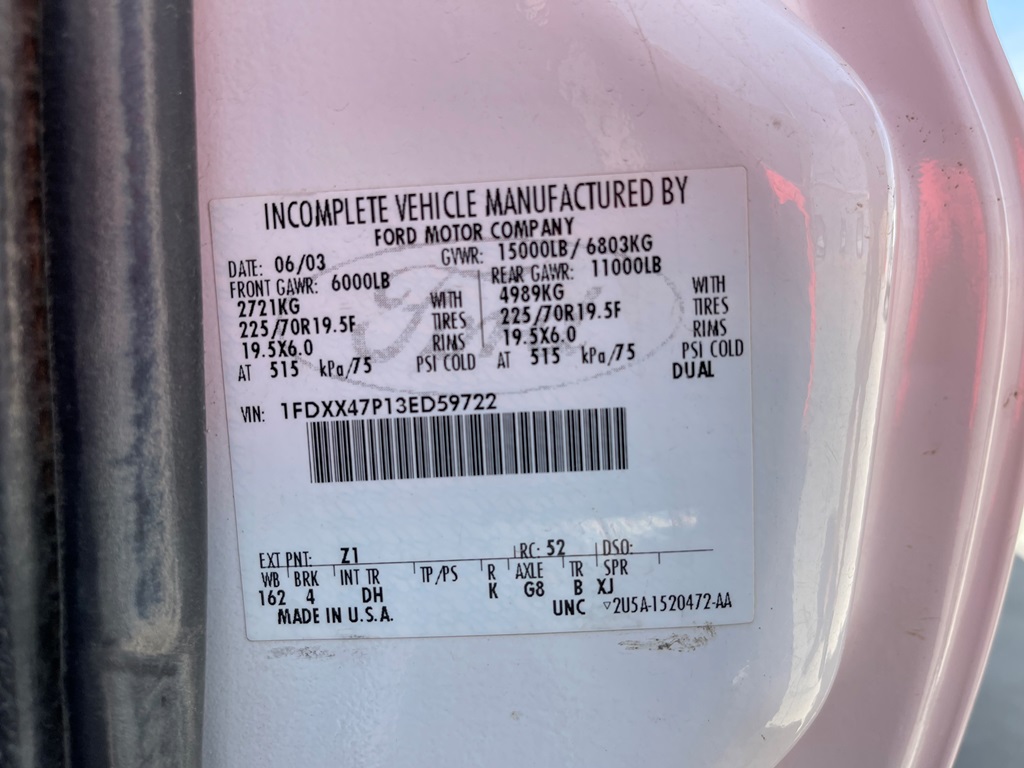 INCOMPLETE VEHICLE MANUFACTURED BY
FORD MOTOR COMPANY
DATE: 06/03 GVWR: 15000LB/ 6803KG
FRONT GAWR: 6000LB REAR GAWR: 11000LB
2721KG WITH 4989KG WITH
225/70R19.5F TIRES 225/70R19.5F TIRES
19.5X6.0 RIMS 19.5X6.0 RIMS
AT 515 kPa/75 PSI COLD AT 515 kPa/75 PSI COLD
DUAL
Ford
VIN: 1FDXX47P13ED59722
EXT PNT: Z1 RC: 52 DSO:
WB BRK INT TR TP/PS R AXLE TR SPR
162 4 DH K G8 B XJ
MADE IN U.S.A. UNC ▽2U5A-1520472-AA